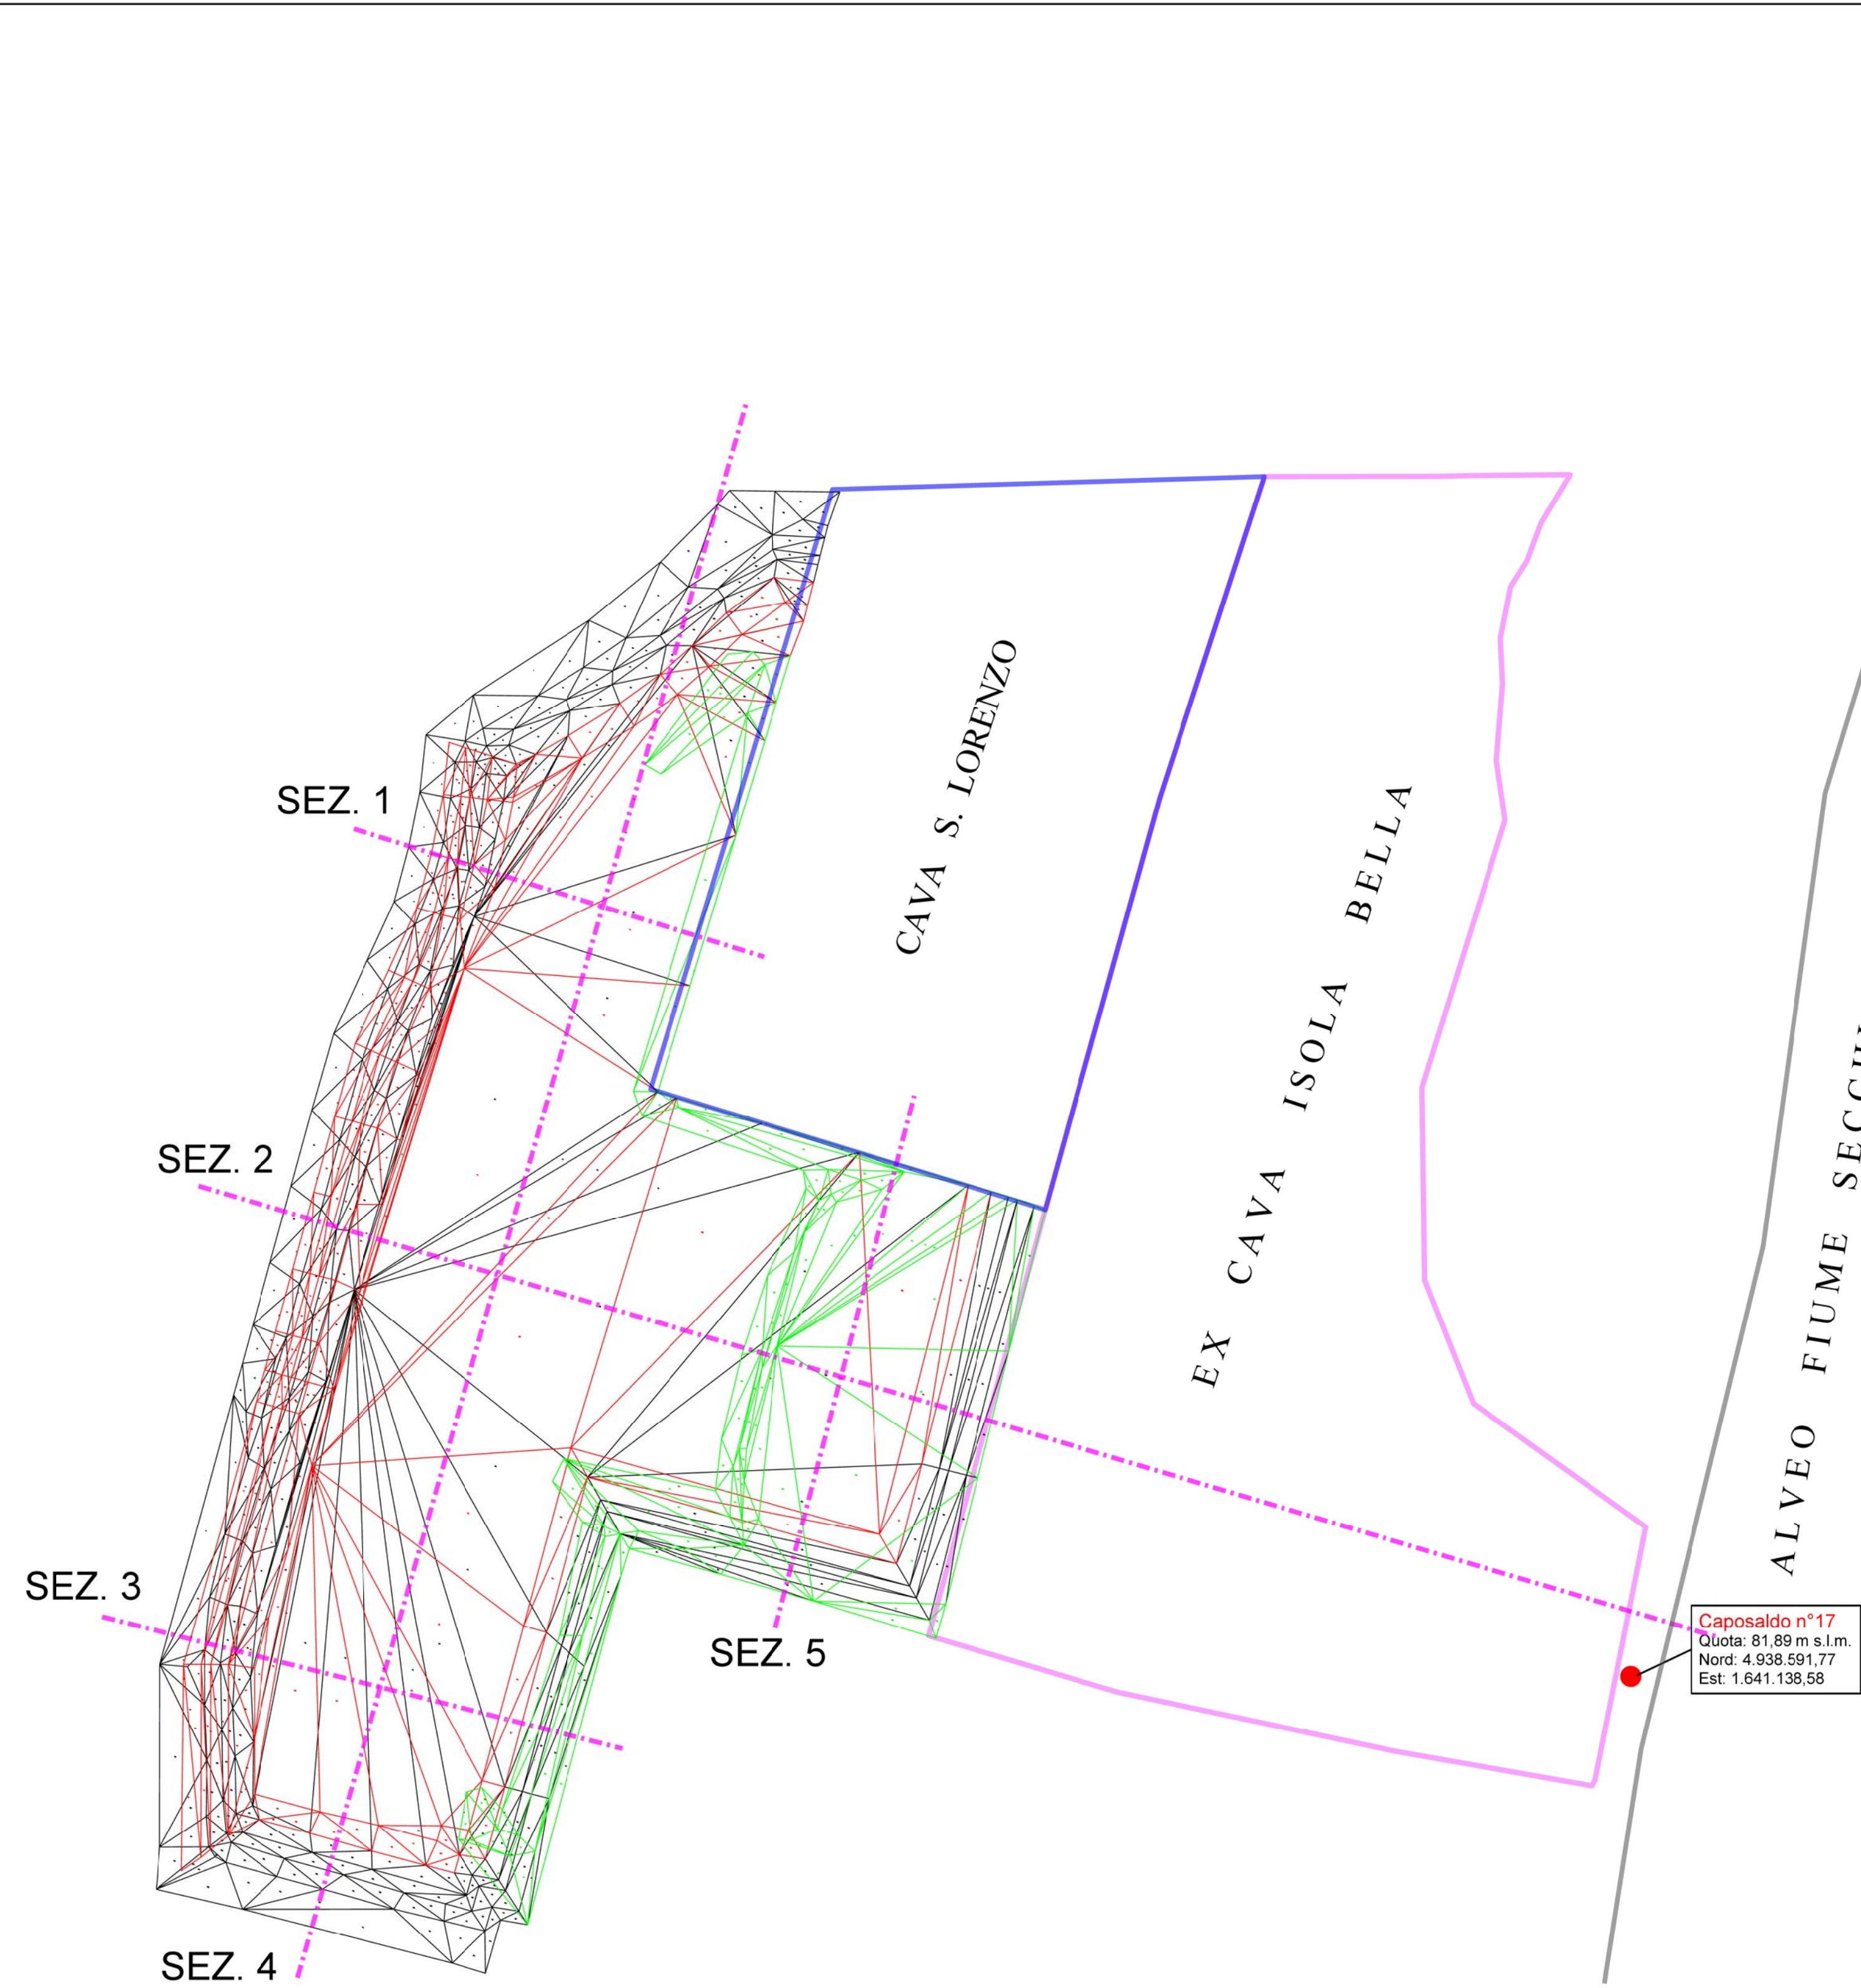 CAVA S. LORENZO
EX CAVA ISOLA BELLA
ALVEO FIUME
SEZ. 1
SEZ. 2
SEZ. 3
SEZ. 5
Caposaldo n°17
Quota: 81,89 m s.l.m.
Nord: 4.938.591,77
Est: 1.641.138,58
SEZ. 4